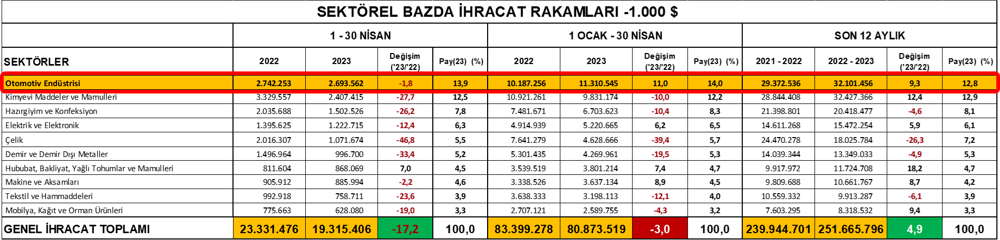 SEKTÖREL BAZDA İHRACAT RAKAMLARI -1.000 $
1 - 30 NİSAN 1 OCAK - 30 NİSAN SON 12 AYLIK
SEKTÖRLER 2022 2023 Değişim ('23/'22) Pay(23) (%) 2022 2023 Değişim ('23/'22) Pay(23) (%) 2021 - 2022 2022 - 2023 Değişim ('23/'22) Pay(23) (%)
Otomotiv Endüstrisi 2.742.253 2.693.562 -1,8 13,9 10.187.256 11.310.545 11,0 14,0 29.372.536 32.101.456 9,3 12,8
Kimyevi Maddeler ve Mamulleri 3.329.557 2.407.415 -27,7 12,5 10.921.261 9.831.174 -10,0 12,2 28.844.408 32.427.366 12,4 12,9
Hazırgiyim ve Konfeksiyon 2.035.688 1.502.526 -26,2 7,8 7.481.671 6.703.623 -10,4 8,3 21.398.801 20.418.477 -4,6 8,1
Elektrik ve Elektronik 1.395.625 1.222.715 -12,4 6,3 4.914.939 5.220.665 6,2 6,5 14.611.268 15.472.254 5,9 6,1
Çelik 2.016.307 1.071.674 -46,8 5,5 7.641.279 4.628.666 -39,4 5,7 24.470.278 18.025.784 -26,3 7,2
Demir ve Demir Dışı Metaller 1.496.964 996.700 -33,4 5,2 5.301.435 4.269.961 -19,5 5,3 14.039.344 13.349.033 -4,9 5,3
Hububat, Bakliyat, Yağlı Tohumlar ve Mamulleri 811.604 868.069 7,0 4,5 3.539.519 3.801.214 7,4 4,7 9.917.972 11.724.708 18,2 4,7
Makine ve Aksamları 905.912 885.994 -2,2 4,6 3.338.526 3.637.134 8,9 4,5 9.809.688 10.661.767 8,7 4,2
Tekstil ve Hammaddeleri 992.918 758.711 -23,6 3,9 3.638.333 3.198.113 -12,1 4,0 10.559.332 9.913.287 -6,1 3,9
Mobilya, Kağıt ve Orman Ürünleri 775.663 628.080 -19,0 3,3 2.707.121 2.589.755 -4,3 3,2 7.603.295 8.318.532 9,4 3,3
GENEL İHRACAT TOPLAMI 23.331.476 19.315.406 -17,2 100,0 83.399.278 80.873.519 -3,0 100,0 239.944.701 251.665.796 4,9 100,0